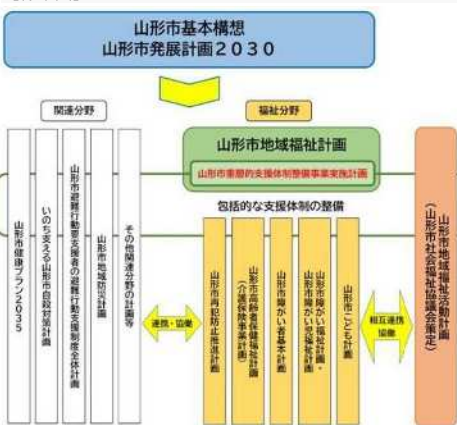 山形市基本構想
山形市発展計画2030
関連分野
福祉分野
山形市地域福祉計画
山形市重層的支援体制整備事業実施計画
包括的な支援体制の整備
山形市健康プラン2035
いのち支える山形市自殺対策計画
山形市避難行動要支援者の避難行動支援制度全体計画
山形市地域防災計画
その他関連分野の計画等
連携・協働
山形市再犯防止推進計画
山形市高齢者保健福祉計画
(介護保険事業計画)
山形市障がい者基本計画
山形市障がい福祉計画・
山形市障がい児福祉計画
山形市こども計画
相互連携
協働
山形市地域福祉活動計画
(山形市社会福祉協議会策定)